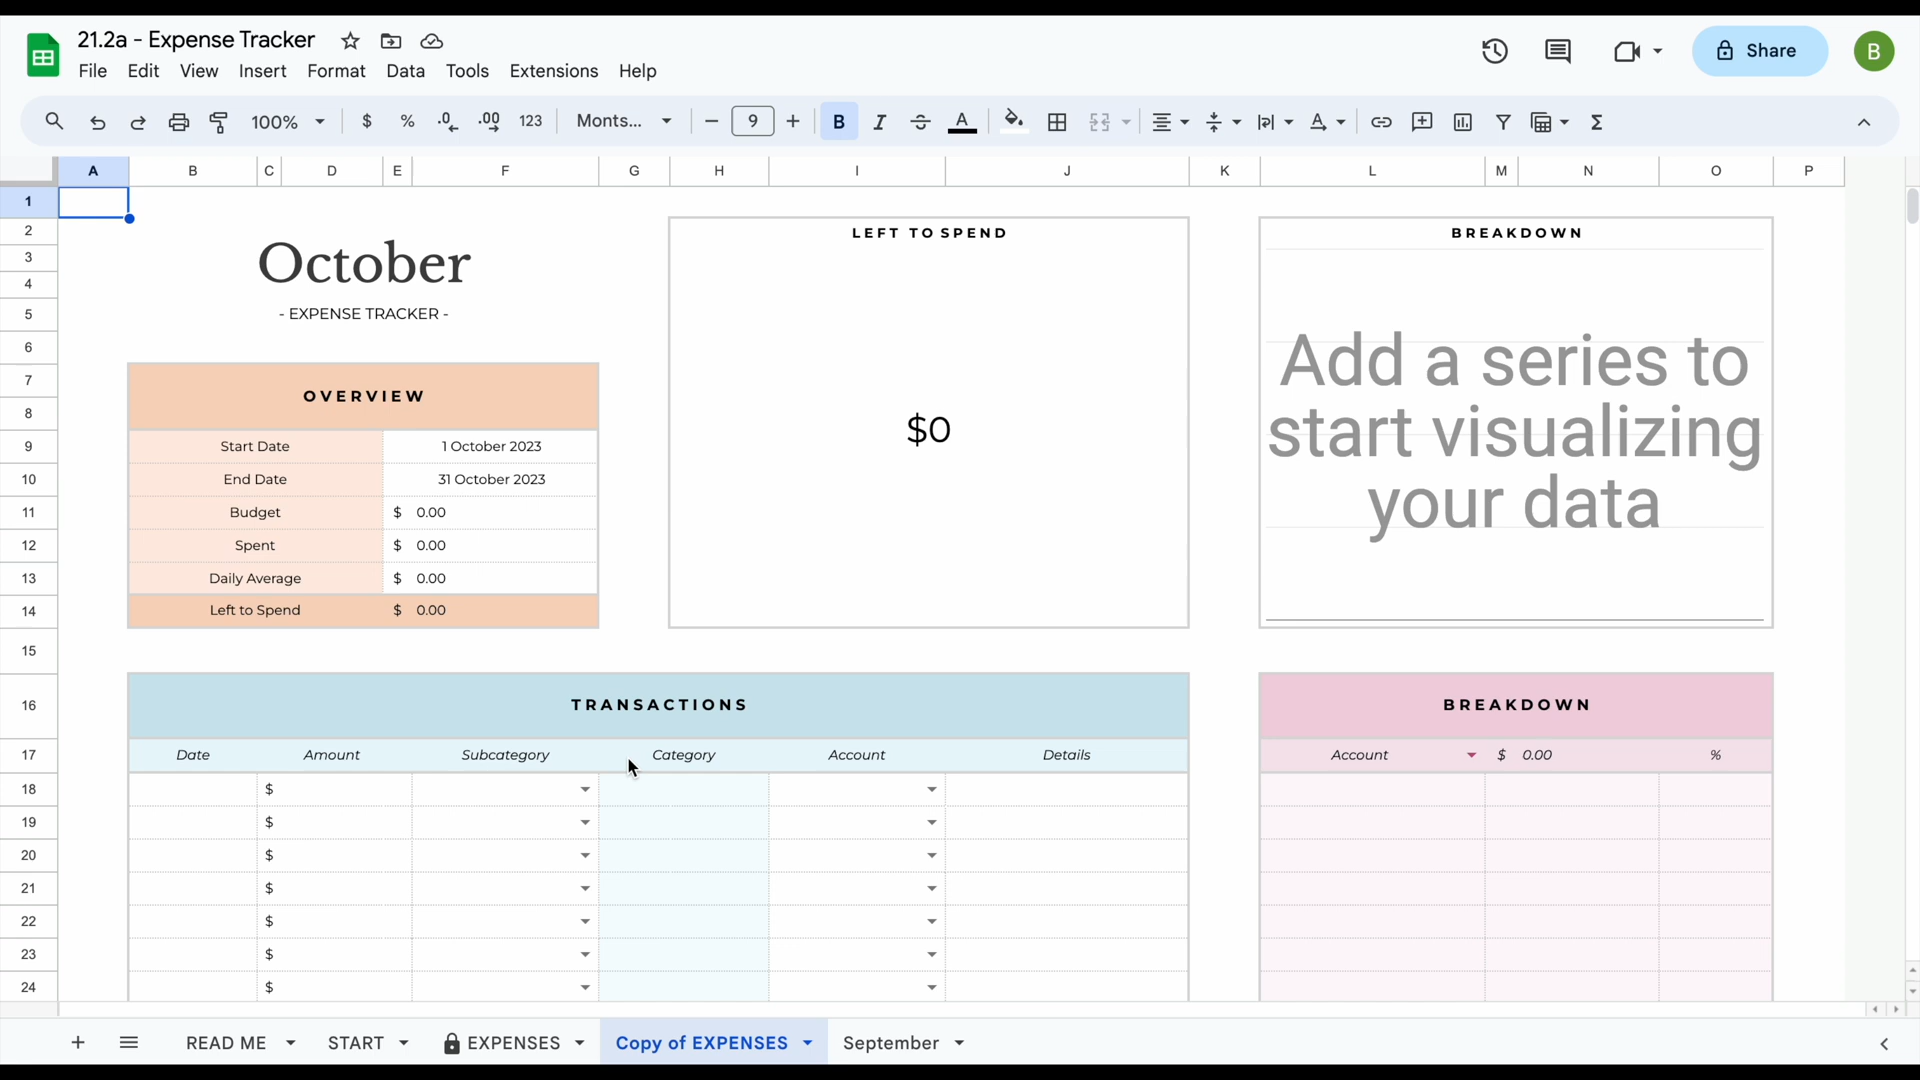 21.2a - Expense Tracker
File Edit View Insert Format Data Tools Extensions Help
Share
B
100% $ % .0 .00 123 Monts... 9 B I A
A B C D E F G H I J K L M N O P
1
2
3
4
5
6
7
8
9
10
11
12
13
14
15
16
17
18
19
20
21
22
23
24
October
- EXPENSE TRACKER -
OVERVIEW
Start Date 1 October 2023
End Date 31 October 2023
Budget $ 0.00
Spent $ 0.00
Daily Average $ 0.00
Left to Spend $ 0.00
LEFT TO SPEND
$0
BREAKDOWN
Add a series to
start visualizing
your data
TRANSACTIONS
Date Amount Subcategory Category Account Details
$
$
$
$
$
$
$
BREAKDOWN
Account $ 0.00 %
READ ME START EXPENSES Copy of EXPENSES September